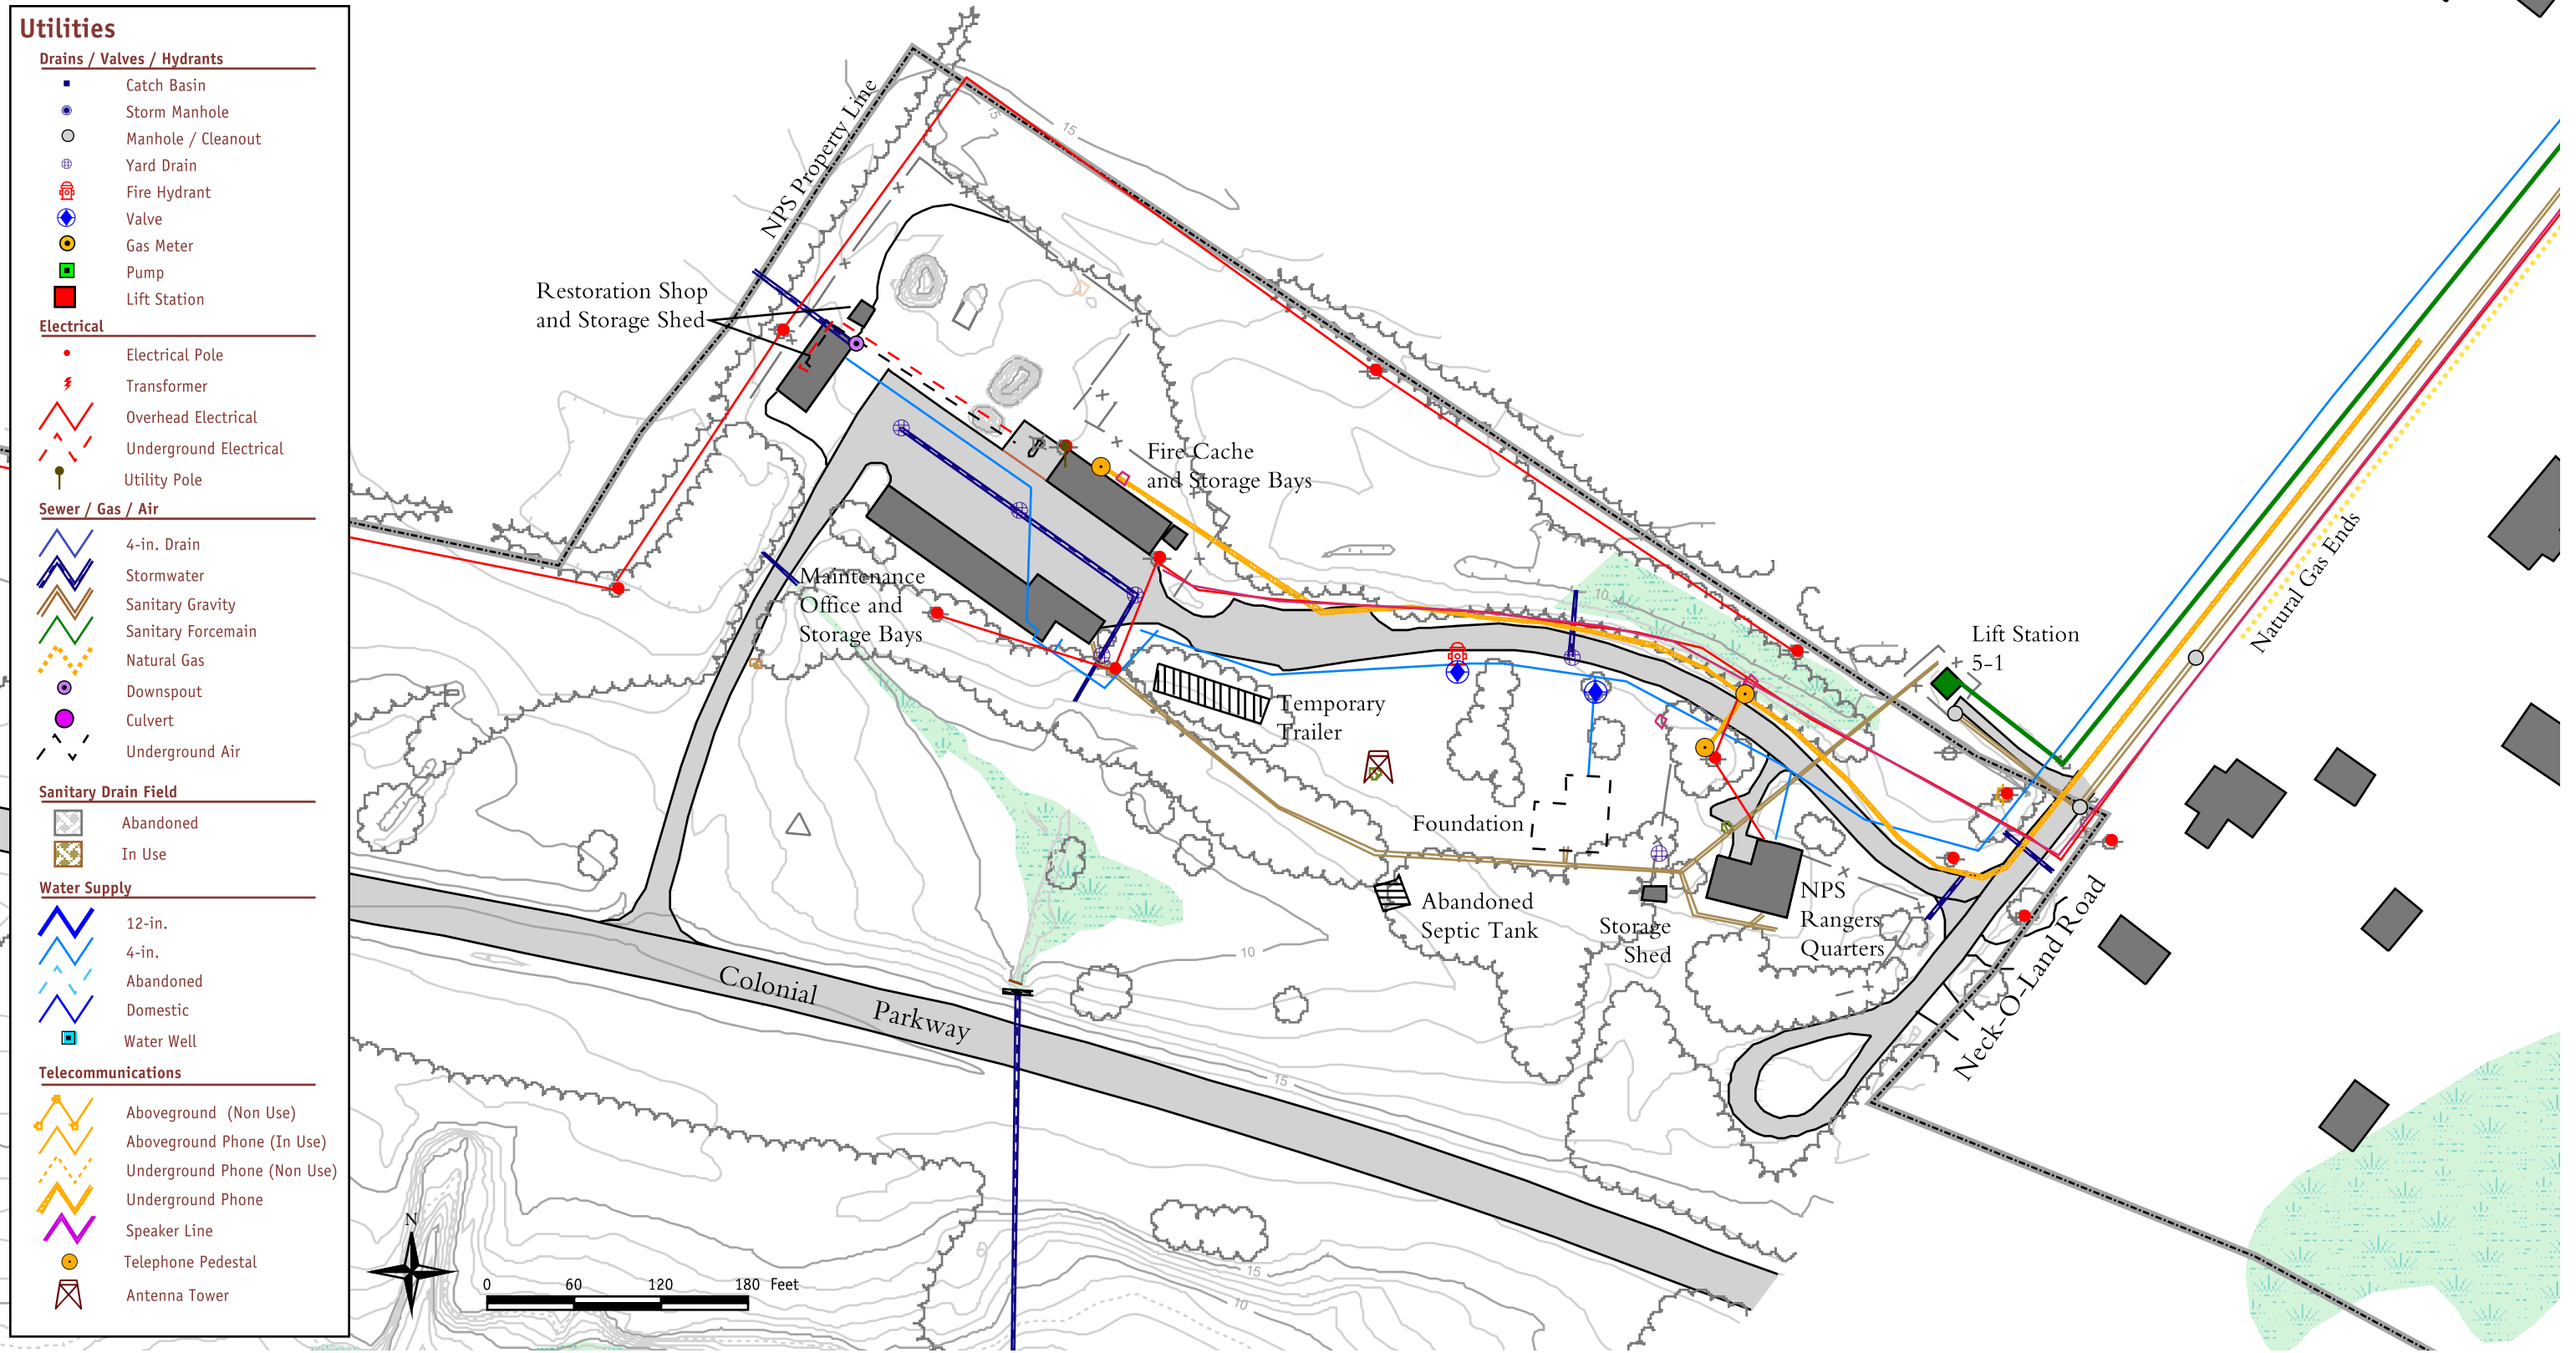 Utilities
Drains / Valves / Hydrants
Catch Basin
Storm Manhole
Manhole / Cleanout
Yard Drain
Fire Hydrant
Valve
Gas Meter
Pump
Lift Station
Electrical
Electrical Pole
Transformer
Overhead Electrical
Underground Electrical
Utility Pole
Sewer / Gas / Air
4-in. Drain
Stormwater
Sanitary Gravity
Sanitary Forcemain
Natural Gas
Downspout
Culvert
Underground Air
Sanitary Drain Field
Abandoned
In Use
Water Supply
12-in.
4-in.
Abandoned
Domestic
Water Well
Telecommunications
Aboveground (Non Use)
Aboveground Phone (In Use)
Underground Phone (Non Use)
Underground Phone
Speaker Line
Telephone Pedestal
Antenna Tower
N
0 60 120 180 Feet
NPS Property Line
15
15
Restoration Shop
and Storage Shed
Fire Cache
and Storage Bays
Maintenance
Office and
Storage Bays
10
Natural Gas Ends
Lift Station
5-1
Temporary
Trailer
Foundation
Abandoned
Septic Tank
NPS
Rangers
Quarters
Storage
Shed
10
Colonial
Parkway
Neck-O-Land Road
15
15
10